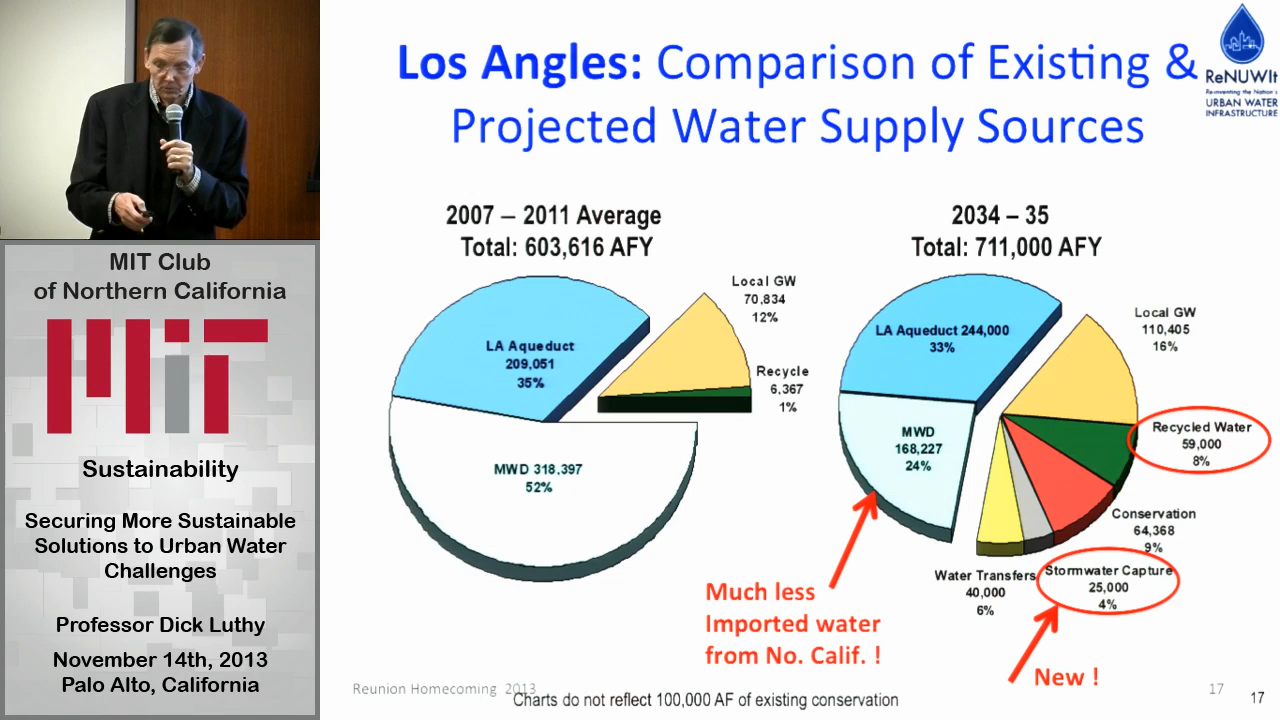 Los Angles: Comparison of Existing &
Projected Water Supply Sources
ReNUWIt
Re-inventing the Nation's
URBAN WATER
INFRASTRUCTURE
MIT Club
of Northern California
MIT
Sustainability
Securing More Sustainable
Solutions to Urban Water
Challenges
Professor Dick Luthy
November 14th, 2013
Palo Alto, California
2007 – 2011 Average
Total: 603,616 AFY
LA Aqueduct
209,051
35%
Local GW
70,834
12%
Recycle
6,367
1%
MWD 318,397
52%
2034 – 35
Total: 711,000 AFY
LA Aqueduct 244,000
33%
Local GW
110,405
16%
MWD
168,227
24%
Recycled Water
59,000
8%
Conservation
64,368
9%
Stormwater Capture
25,000
4%
Water Transfers
40,000
6%
Much less
Imported water
from No. Calif. !
New !
Reunion Homecoming 2013
Charts do not reflect 100,000 AF of existing conservation
17
17